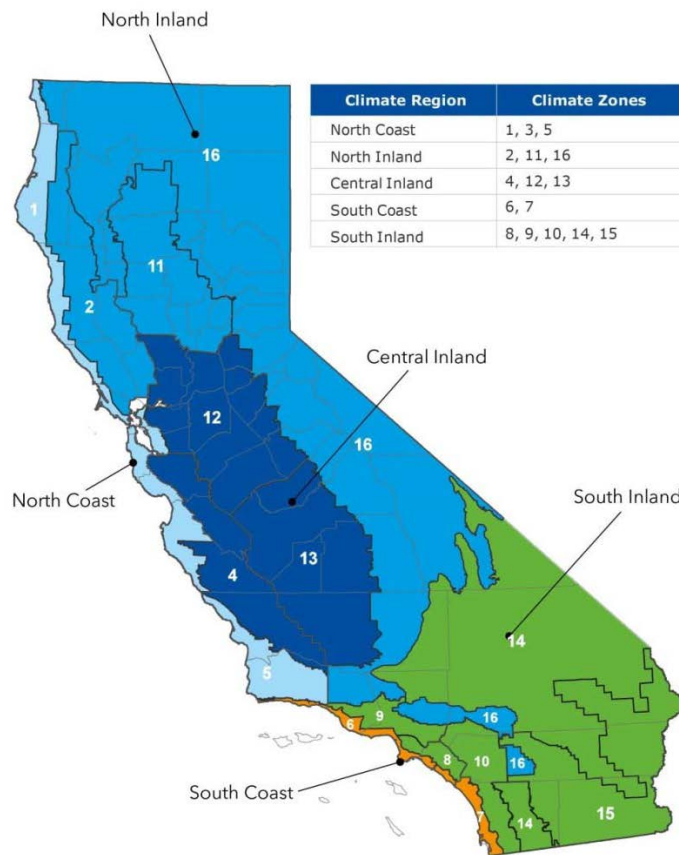 North Inland
Climate Region Climate Zones
North Coast 1, 3, 5
North Inland 2, 11, 16
Central Inland 4, 12, 13
South Coast 6, 7
South Inland 8, 9, 10, 14, 15
16
1
11
2
Central Inland
12
16
North Coast
South Inland
13
4
14
5
9
6
16
8
10
16
South Coast
7
14
15